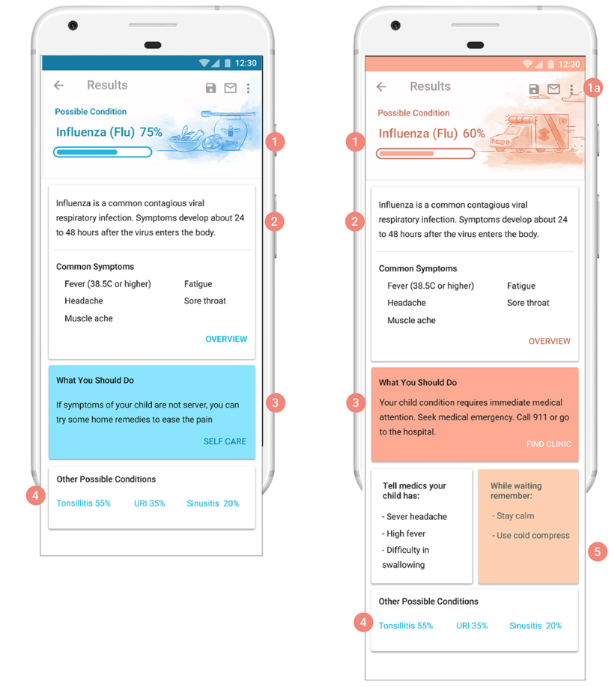 12:30
Results
Possible Condition
Influenza (Flu) 75%
1
Influenza is a common contagious viral
respiratory infection. Symptoms develop about 24
to 48 hours after the virus enters the body.
2
Common Symptoms
Fever (38.5C or higher) Fatigue
Headache Sore throat
Muscle ache
OVERVIEW
What You Should Do
If symptoms of your child are not server, you can
try some home remedies to ease the pain
3
SELF CARE
Other Possible Conditions
4
Tonsillitis 55% URI 35% Sinusitis 20%
12:30
Results
1a
Possible Condition
1
Influenza (Flu) 60%
2
Influenza is a common contagious viral
respiratory infection. Symptoms develop about 24
to 48 hours after the virus enters the body.
Common Symptoms
Fever (38.5C or higher) Fatigue
Headache Sore throat
Muscle ache
OVERVIEW
What You Should Do
3
Your child condition requires immediate medical
attention. Seek medical emergency. Call 911 or go
to the hospital.
FIND CLINIC
Tell medics your
child has:
- Sever headache
- High fever
- Difficulty in
swallowing
While waiting
remember:
- Stay calm
- Use cold compress
5
Other Possible Conditions
4
Tonsillitis 55% URI 35% Sinusitis 20%